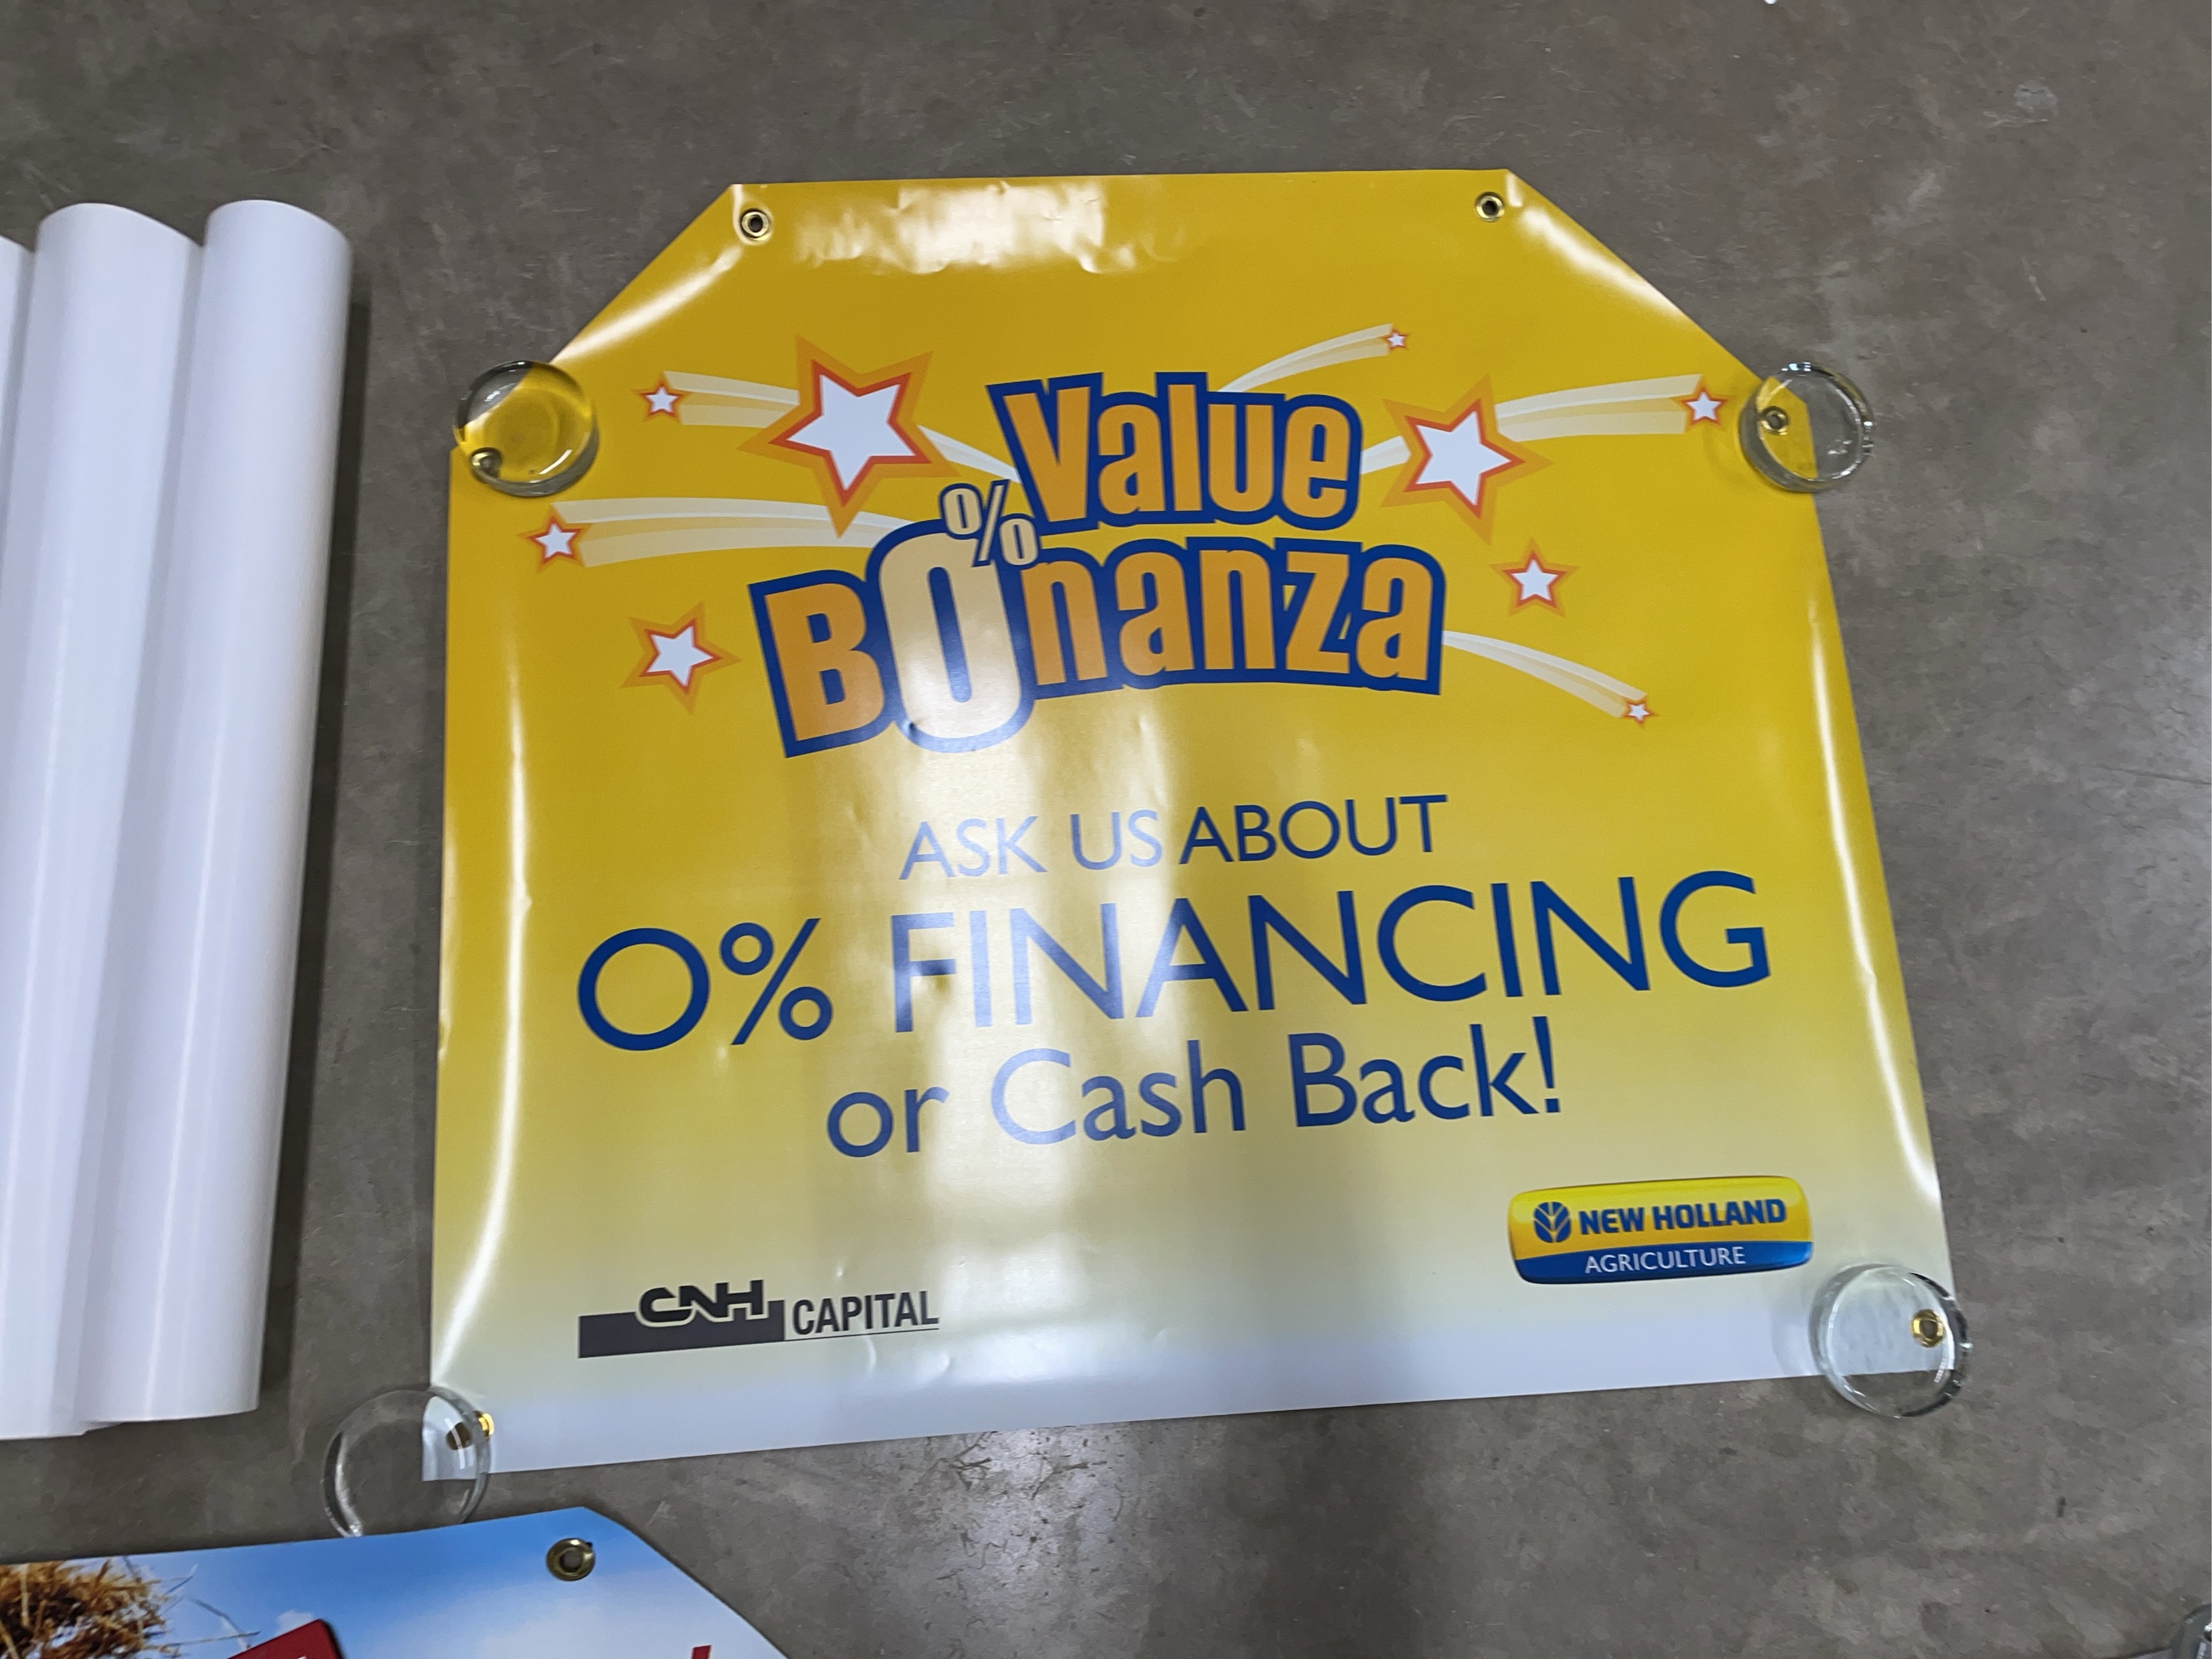 Value
B0%nanza
ASK US ABOUT
0% FINANCING
or Cash Back!
NEW HOLLAND
AGRICULTURE
CNH CAPITAL